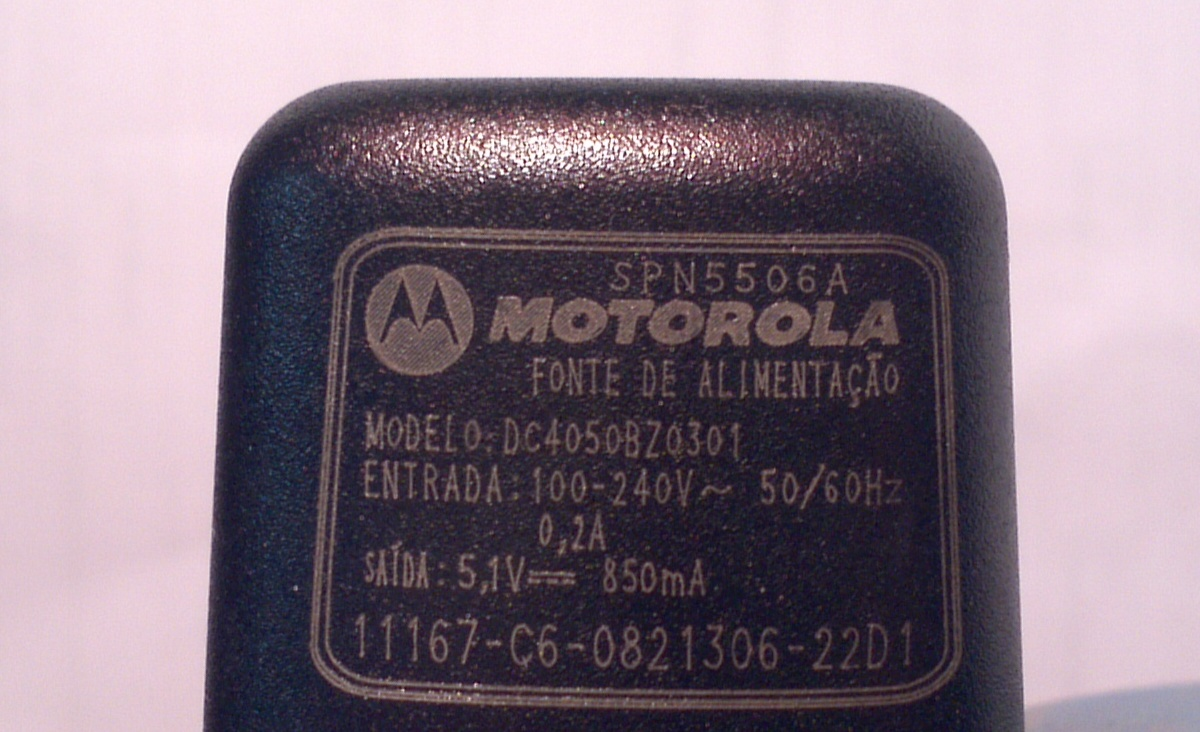 SPN5506A
MOTOROLA
FONTE DE ALIMENTAÇÃO
MODELO:DC4050BZ0301
ENTRADA:100-240V~ 50/60Hz
0,2A
SAÍDA:5,1V⎓ 850mA
11167-C6-0821306-22D1